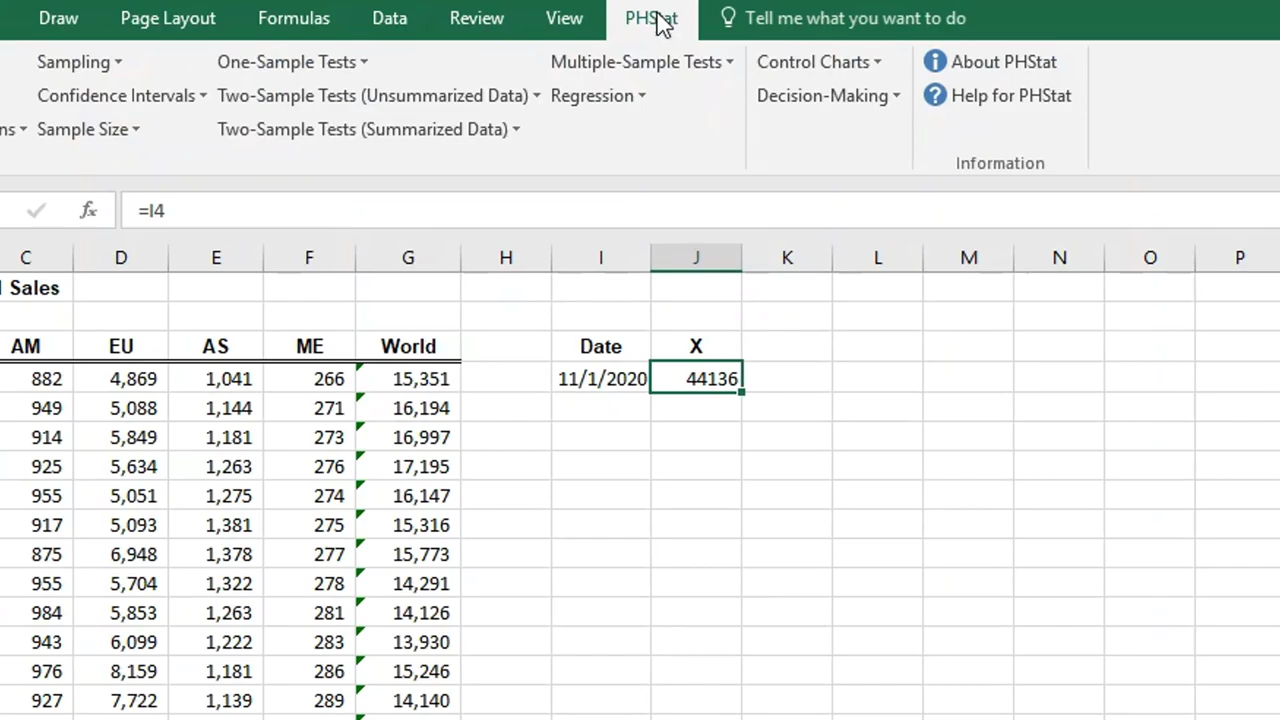 Draw Page Layout Formulas Data Review View PHStat Tell me what you want to do
Sampling One-Sample Tests Multiple-Sample Tests Control Charts About PHStat
Confidence Intervals Two-Sample Tests (Unsummarized Data) Regression Decision-Making Help for PHStat
ns Sample Size Two-Sample Tests (Summarized Data)
Information
fx =I4
C D E F G H I J K L M N O P
Sales
AM EU AS ME World Date X
882 4,869 1,041 266 15,351 11/1/2020 44136
949 5,088 1,144 271 16,194
914 5,849 1,181 273 16,997
925 5,634 1,263 276 17,195
955 5,051 1,275 274 16,147
917 5,093 1,381 275 15,316
875 6,948 1,378 277 15,773
955 5,704 1,322 278 14,291
984 5,853 1,263 281 14,126
943 6,099 1,222 283 13,930
976 8,159 1,181 286 15,246
927 7,722 1,139 289 14,140